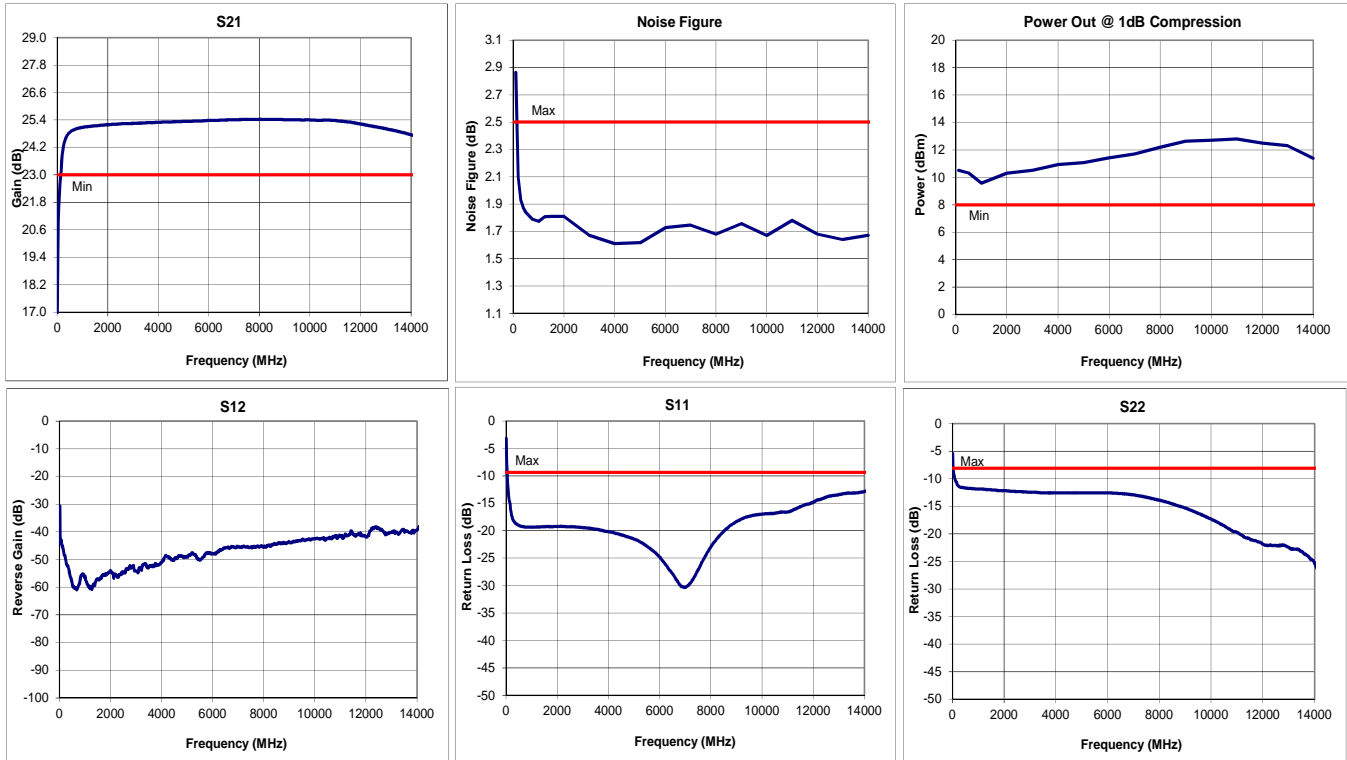 S21
29.0
27.8
26.6
25.4
24.2
23.0
21.8
20.6
19.4
18.2
17.0
Gain (dB)
Min
0 2000 4000 6000 8000 10000 12000 14000
Frequency (MHz)
Noise Figure
3.1
2.9
2.7
2.5
2.3
2.1
1.9
1.7
1.5
1.3
1.1
Noise Figure (dB)
Max
0 2000 4000 6000 8000 10000 12000 14000
Frequency (MHz)
Power Out @ 1dB Compression
20
18
16
14
12
10
8
6
4
2
0
Power (dBm)
Min
0 2000 4000 6000 8000 10000 12000 14000
Frequency (MHz)
S12
0
-10
-20
-30
-40
-50
-60
-70
-80
-90
-100
Reverse Gain (dB)
0 2000 4000 6000 8000 10000 12000 14000
Frequency (MHz)
S11
0
-5
-10
-15
-20
-25
-30
-35
-40
-45
-50
Return Loss (dB)
Max
0 2000 4000 6000 8000 10000 12000 14000
Frequency (MHz)
S22
0
-5
-10
-15
-20
-25
-30
-35
-40
-45
-50
Return Loss (dB)
Max
0 2000 4000 6000 8000 10000 12000 14000
Frequency (MHz)